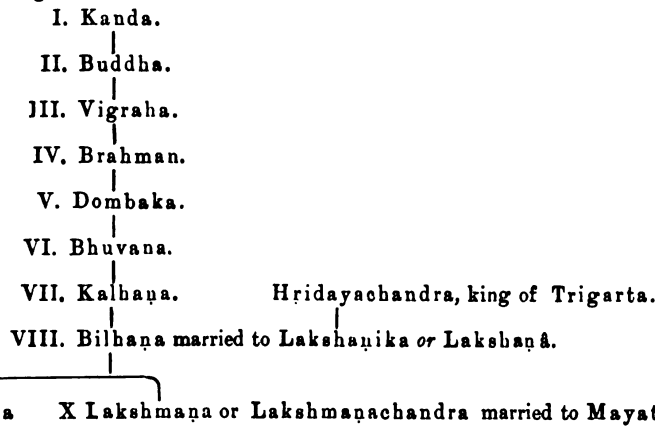 I. Kanda.
II. Buddha.
III. Vigraha.
IV. Brahman.
V. Dombaka.
VI. Bhuvana.
VII. Kalhaṇa. Hṛidayachandra, king of Trigarta.
VIII. Bilhaṇa married to Lakshaṇika or Lakshaṇâ.
a X Lakshmaṇa or Lakshmaṇachandra married to Mayat